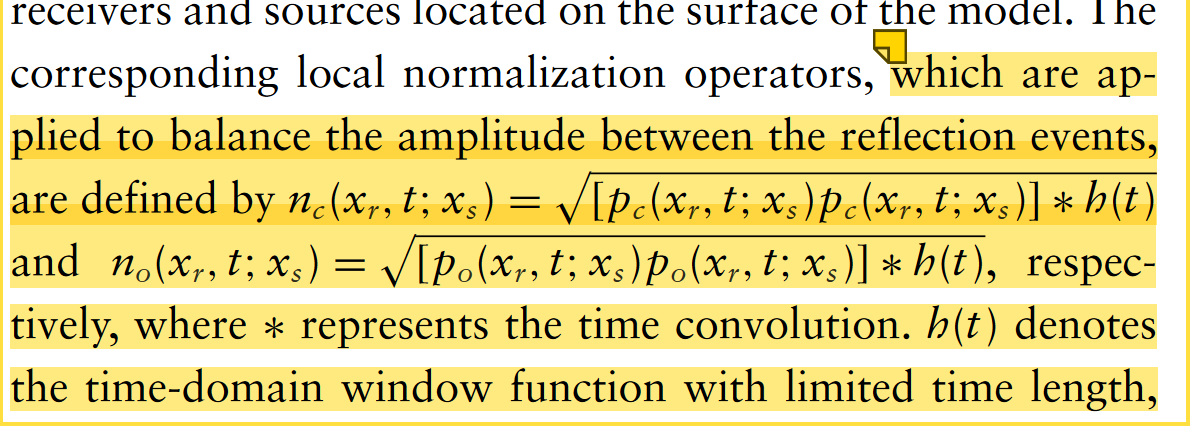 receivers and sources located on the surface of the model. The
corresponding local normalization operators, which are ap-
plied to balance the amplitude between the reflection events,
are defined by n_c(x_r, t; x_s) = √[p_c(x_r, t; x_s)p_c(x_r, t; x_s)] * h(t)
and n_o(x_r, t; x_s) = √[p_o(x_r, t; x_s)p_o(x_r, t; x_s)] * h(t), respec-
tively, where * represents the time convolution. h(t) denotes
the time-domain window function with limited time length,